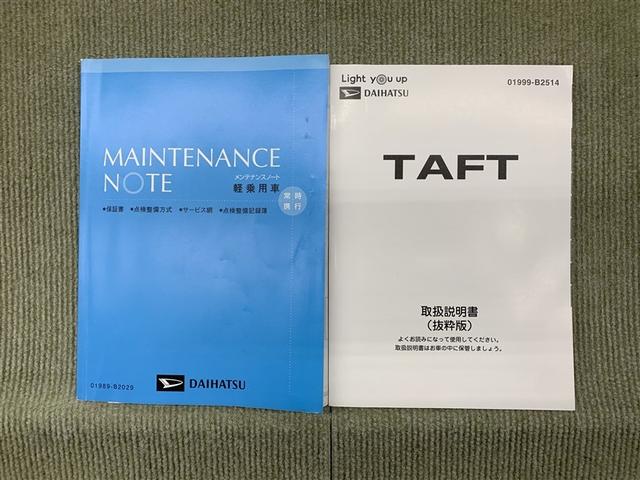 MAINTENANCE
NOTE
メンテナンスノート
軽乗用車
常時
携行
●保証書 ●点検整備方式 ●サービス網 ●点検整備記録簿
01989-B2029
DAIHATSU
Light you up
DAIHATSU
01999-B2514
TAFT
取扱説明書
(抜粋版)
よくお読みになって使用してください。
取扱説明書はお車の中に保管しましょう。